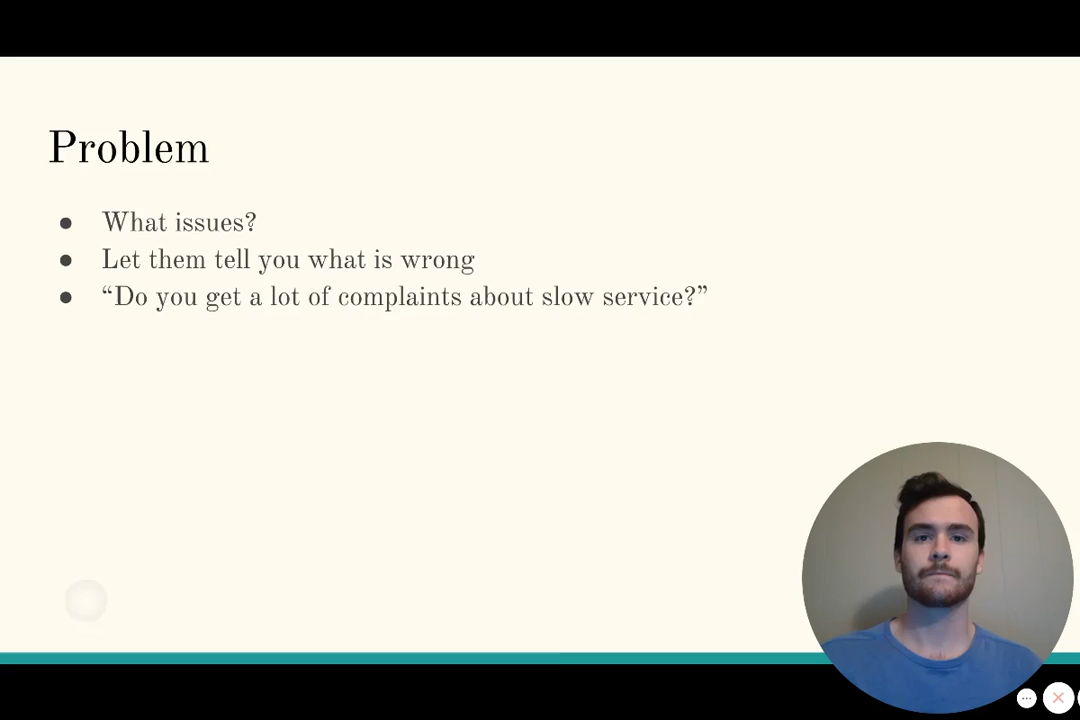 Problem
● What issues?
● Let them tell you what is wrong
● “Do you get a lot of complaints about slow service?”